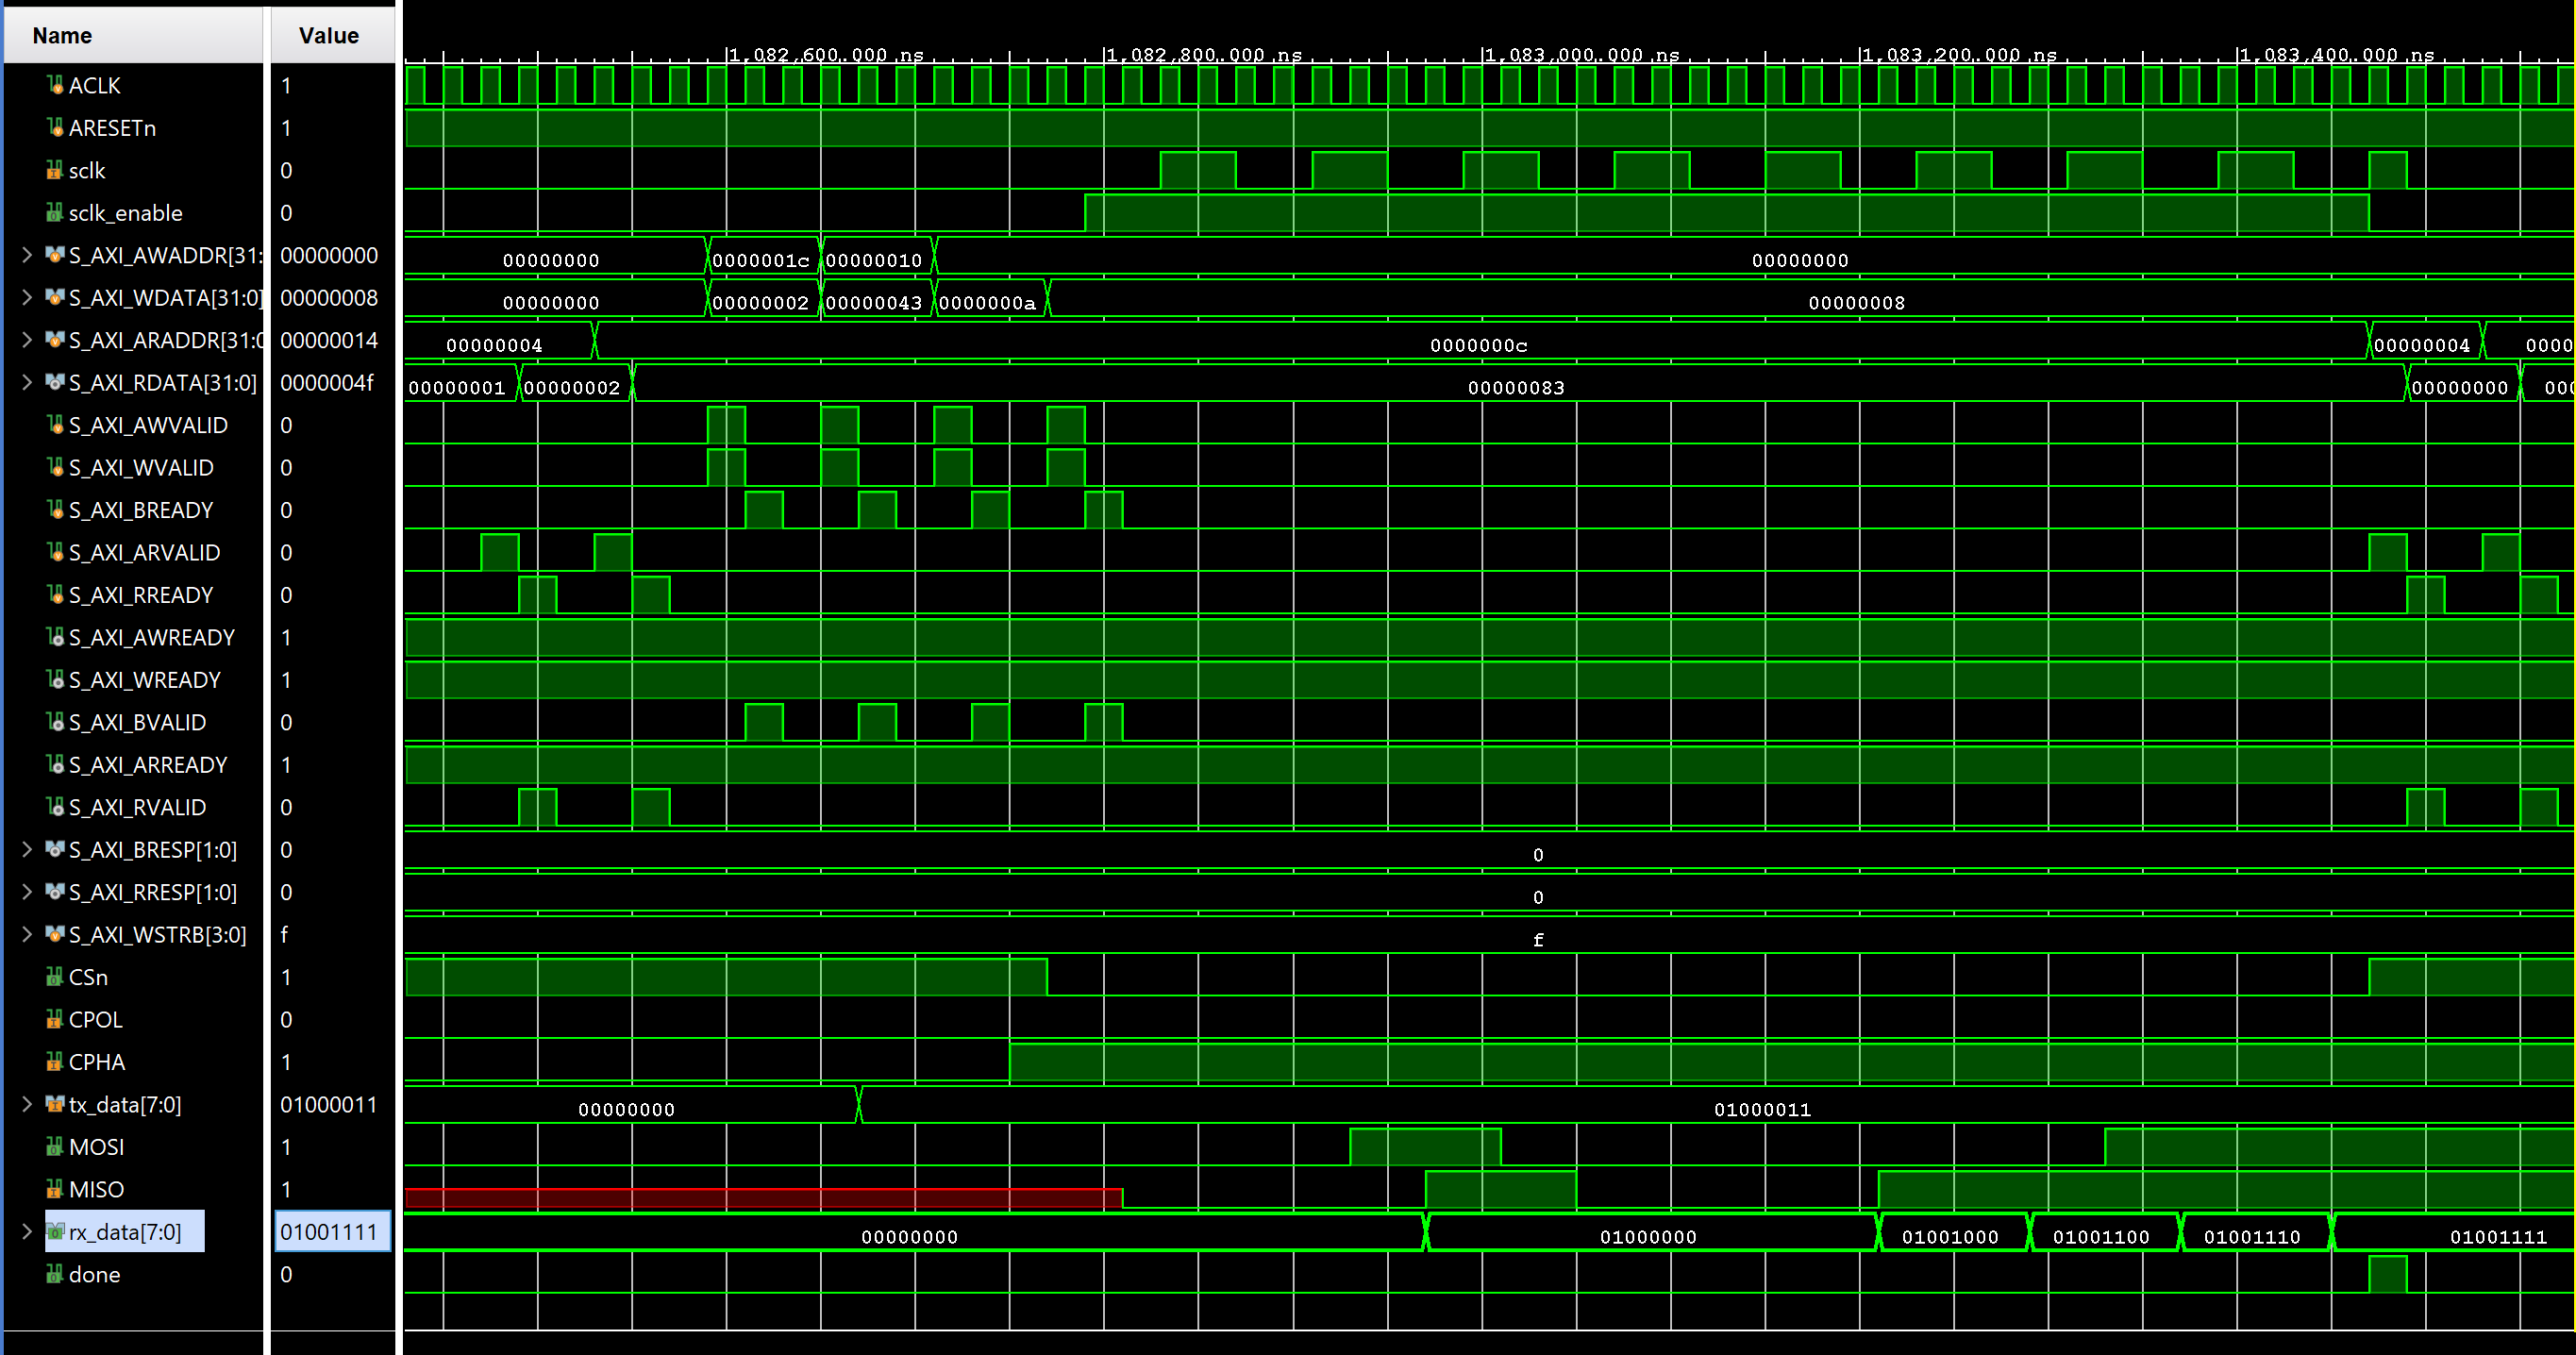 Name Value
1,082,600.000 ns 1,082,800.000 ns 1,083,000.000 ns 1,083,200.000 ns 1,083,400.000 ns
ACLK 1
ARESETn 1
sclk 0
sclk_enable 0
S_AXI_AWADDR[31: 00000000 00000000 0000001c 00000010 00000000
S_AXI_WDATA[31:0] 00000008 00000000 00000002 00000043 0000000a 00000008
S_AXI_ARADDR[31:0 00000014 00000004 0000000c 00000004 0000
S_AXI_RDATA[31:0] 0000004f 00000001 00000002 00000083 00000000 000
S_AXI_AWVALID 0
S_AXI_WVALID 0
S_AXI_BREADY 0
S_AXI_ARVALID 0
S_AXI_RREADY 0
S_AXI_AWREADY 1
S_AXI_WREADY 1
S_AXI_BVALID 0
S_AXI_ARREADY 1
S_AXI_RVALID 0
S_AXI_BRESP[1:0] 0 0
S_AXI_RRESP[1:0] 0 0
S_AXI_WSTRB[3:0] f f
CSn 1
CPOL 0
CPHA 1
tx_data[7:0] 01000011 00000000 01000011
MOSI 1
MISO 1
rx_data[7:0] 01001111 00000000 01000000 01001000 01001100 01001110 01001111
done 0